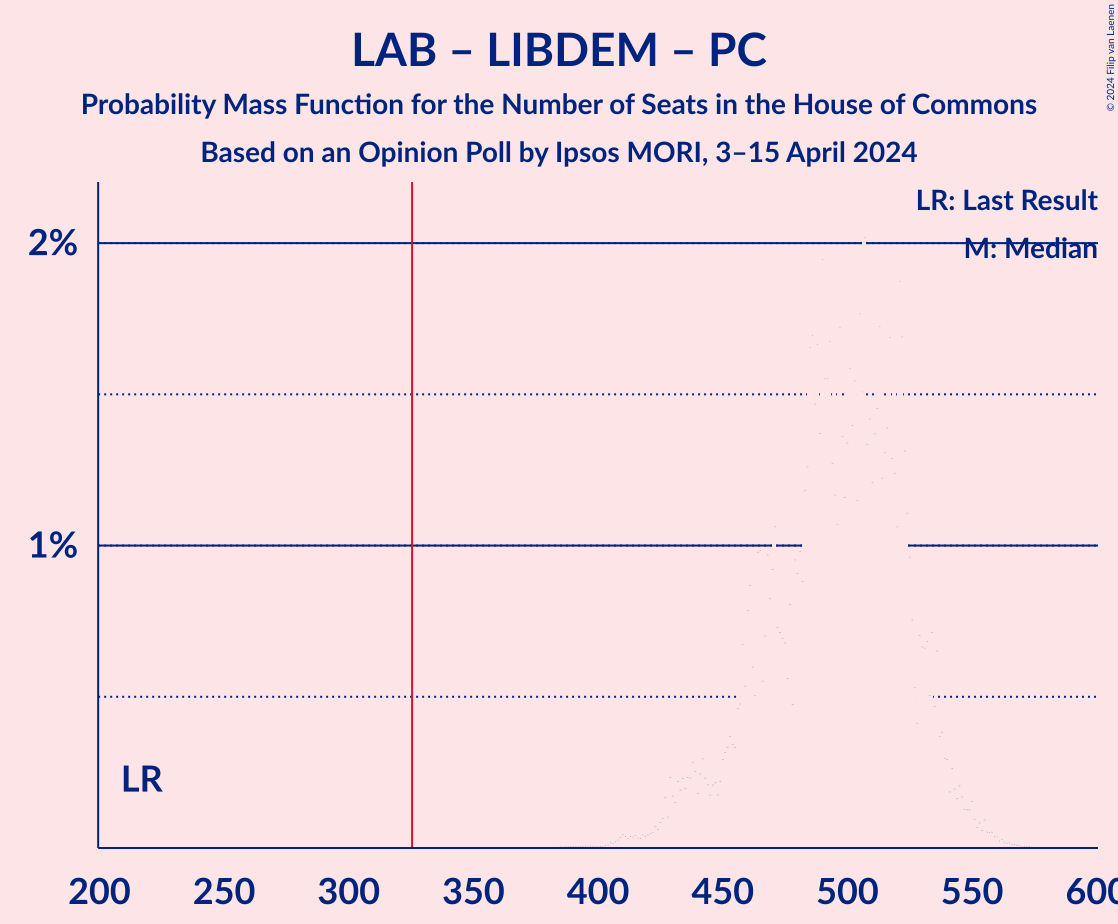 LAB – LIBDEM – PC
Probability Mass Function for the Number of Seats in the House of Commons
Based on an Opinion Poll by Ipsos MORI, 3–15 April 2024
© 2024 Filip van Laenen
LR: Last Result
M: Median
2%
1%
LR
200 250 300 350 400 450 500 550 600